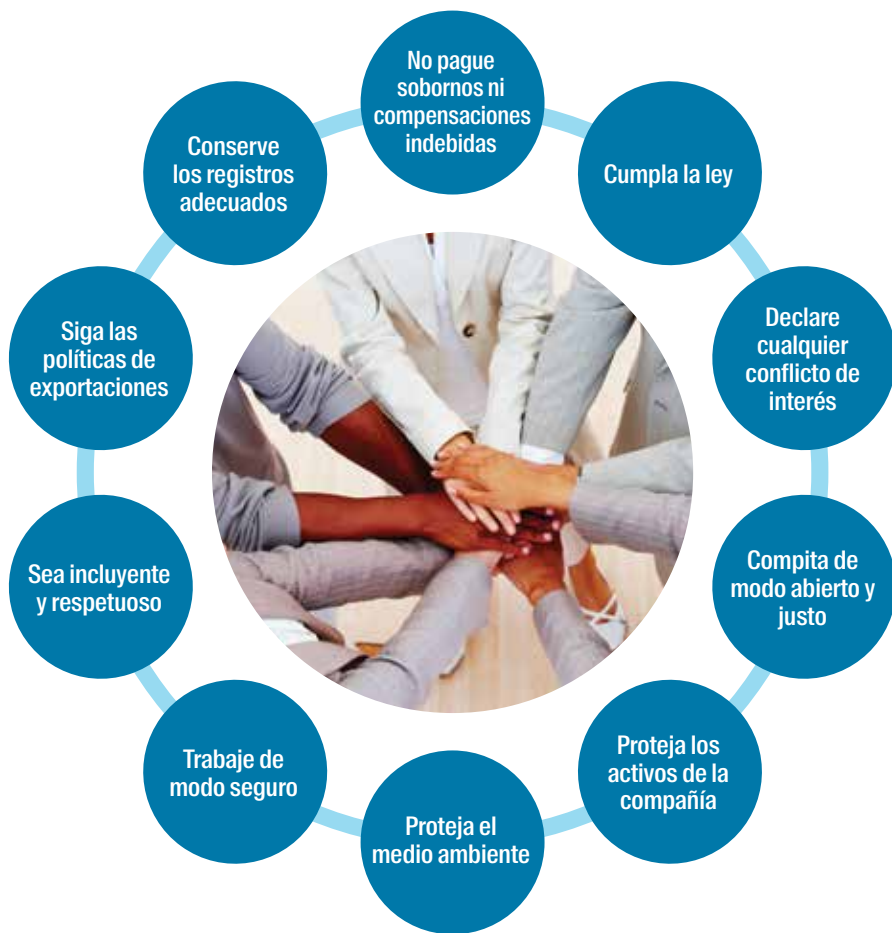 No pague
sobornos ni
compensaciones
indebidas
Cumpla la ley
Declare
cualquier
conflicto de
interés
Compita de
modo abierto y
justo
Proteja los
activos de la
compañía
Proteja el
medio ambiente
Trabaje de
modo seguro
Sea incluyente
y respetuoso
Siga las
políticas de
exportaciones
Conserve
los registros
adecuados